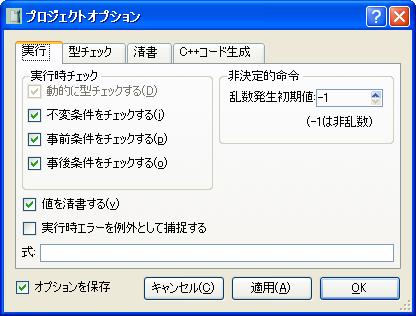 プロジェクトオプション
実行 型チェック 清書 C++コード生成
実行時チェック
動的に型チェックする(D)
不変条件をチェックする(i)
事前条件をチェックする(p)
事後条件をチェックする(o)
非決定的命令
乱数発生初期値: -1
(-1は非乱数)
値を清書する(v)
実行時エラーを例外として捕捉する
式:
オプションを保存 キャンセル(C) 適用(A) OK